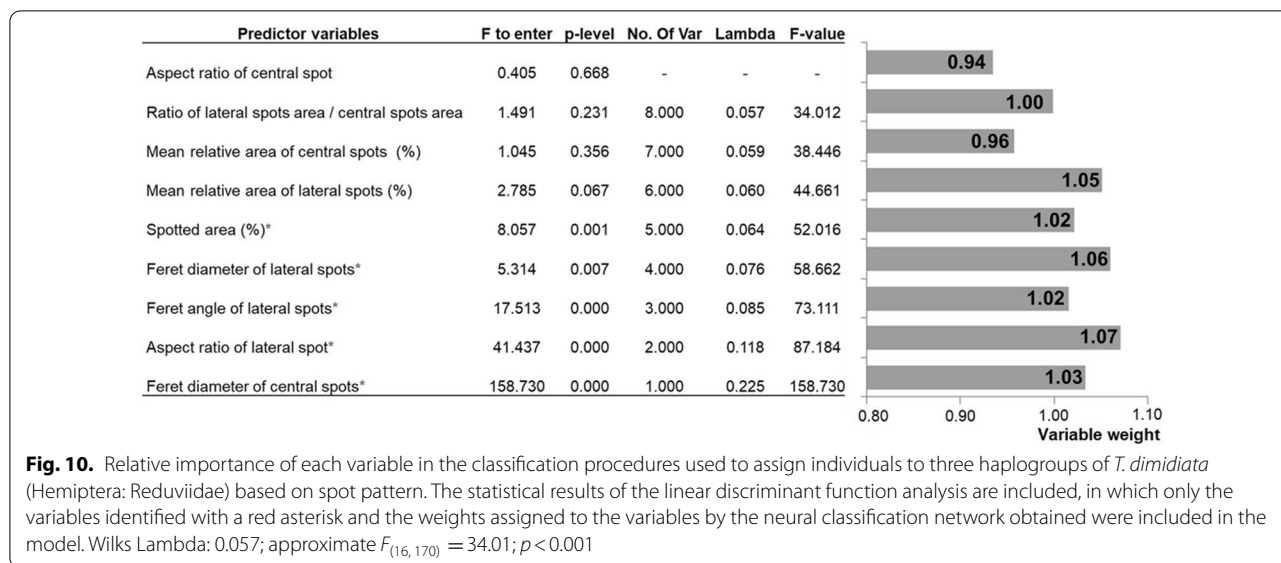 Predictor variables F to enter p-level No. Of Var Lambda F-value
Aspect ratio of central spot 0.405 0.668 - - - 0.94
Ratio of lateral spots area / central spots area 1.491 0.231 8.000 0.057 34.012 1.00
Mean relative area of central spots (%) 1.045 0.356 7.000 0.059 38.446 0.96
Mean relative area of lateral spots (%) 2.785 0.067 6.000 0.060 44.661 1.05
Spotted area (%)* 8.057 0.001 5.000 0.064 52.016 1.02
Feret diameter of lateral spots* 5.314 0.007 4.000 0.076 58.662 1.06
Feret angle of lateral spots* 17.513 0.000 3.000 0.085 73.111 1.02
Aspect ratio of lateral spot* 41.437 0.000 2.000 0.118 87.184 1.07
Feret diameter of central spots* 158.730 0.000 1.000 0.225 158.730 1.03
0.80 0.90 1.00 1.10
Variable weight
Fig. 10. Relative importance of each variable in the classification procedures used to assign individuals to three haplogroups of T. dimidiata
(Hemiptera: Reduviidae) based on spot pattern. The statistical results of the linear discriminant function analysis are included, in which only the
variables identified with a red asterisk and the weights assigned to the variables by the neural classification network obtained were included in the
model. Wilks Lambda: 0.057; approximate F(16, 170) = 34.01; p < 0.001